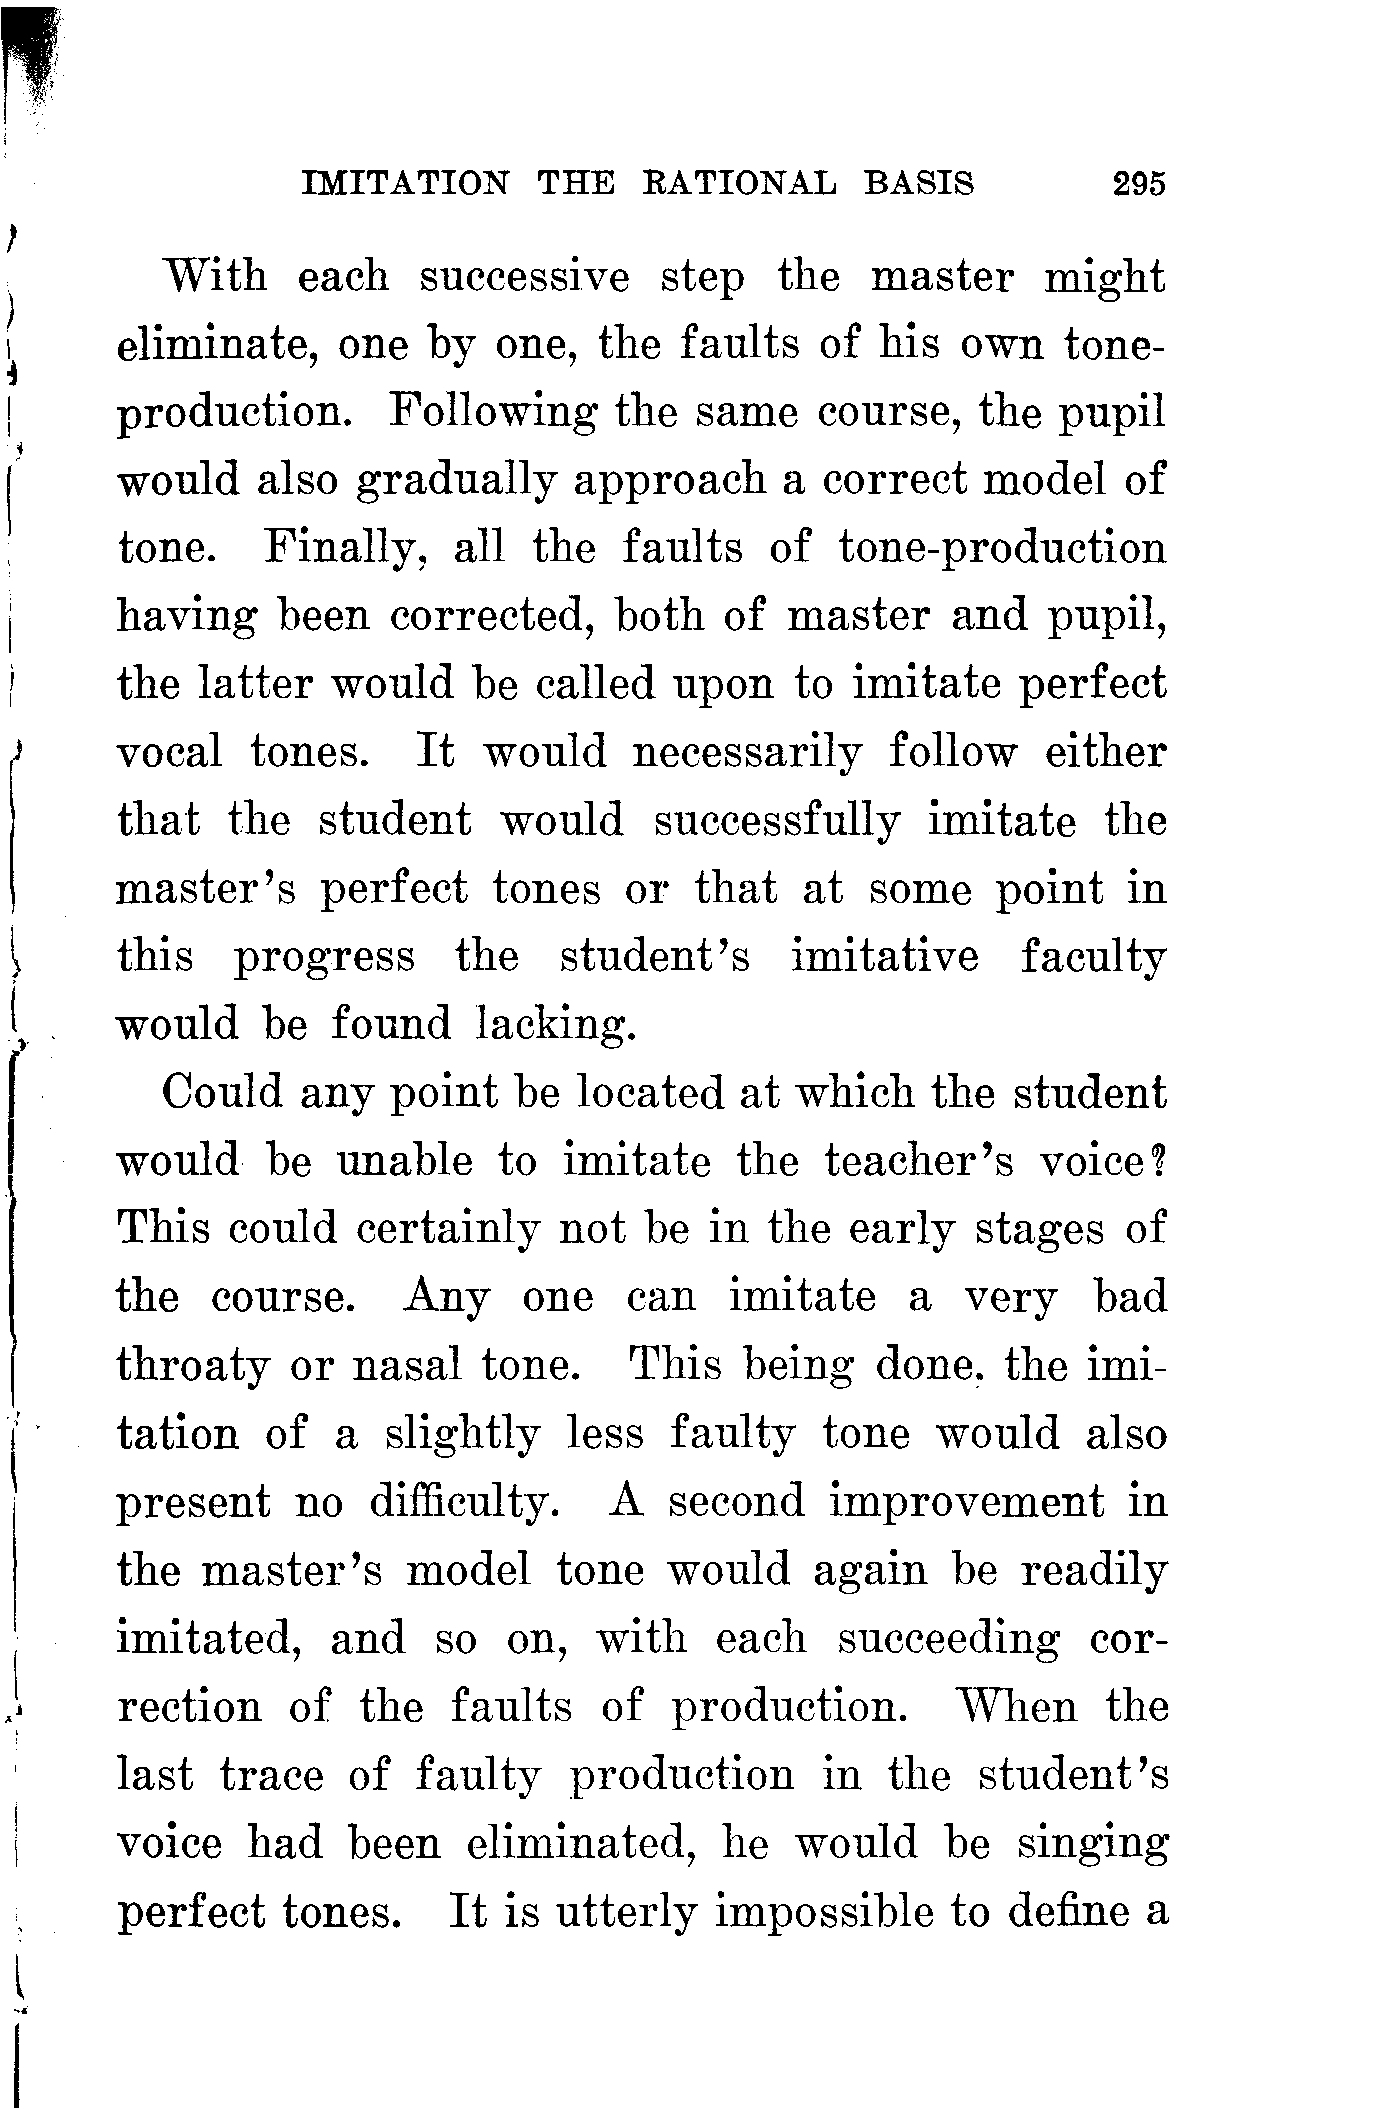 IMITATION THE RATIONAL BASIS 295
With each successive step the master might
eliminate, one by one, the faults of his own tone-
production. Following the same course, the pupil
would also gradually approach a correct model of
tone. Finally, all the faults of tone-production
having been corrected, both of master and pupil,
the latter would be called upon to imitate perfect
vocal tones. It would necessarily follow either
that the student would successfully imitate the
master's perfect tones or that at some point in
this progress the student's imitative faculty
would be found lacking.
Could any point be located at which the student
would be unable to imitate the teacher's voice?
This could certainly not be in the early stages of
the course. Any one can imitate a very bad
throaty or nasal tone. This being done, the imi-
tation of a slightly less faulty tone would also
present no difficulty. A second improvement in
the master's model tone would again be readily
imitated, and so on, with each succeeding cor-
rection of the faults of production. When the
last trace of faulty production in the student's
voice had been eliminated, he would be singing
perfect tones. It is utterly impossible to define a